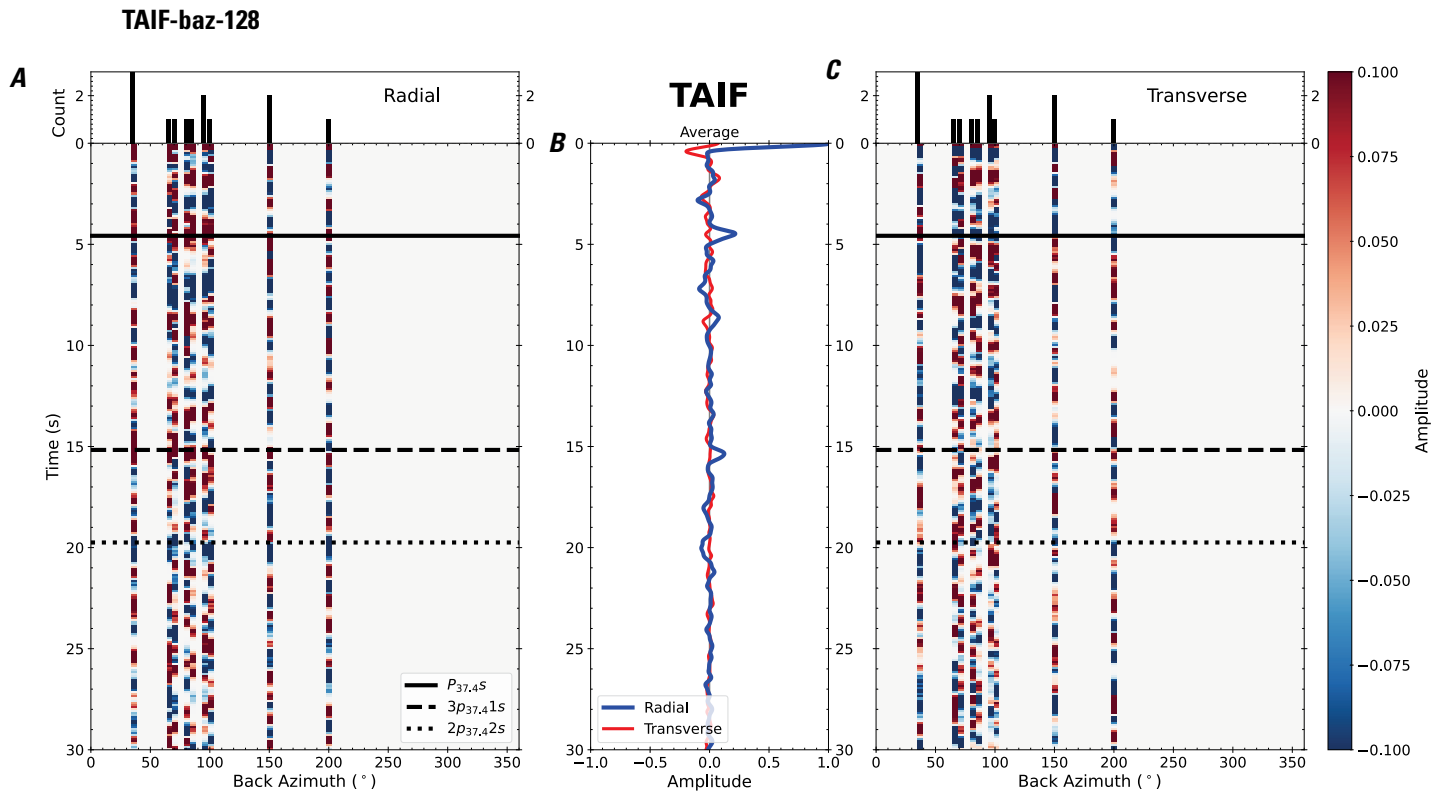 TAIF-baz-128
A
Radial
Count
2
0
2
0
0
5
10
15
20
25
30
Time (s)
P37.4s
3p37.41s
2p37.42s
0 50 100 150 200 250 300 350
Back Azimuth (°)
TAIF
B
Average
0
5
10
15
20
25
30
Radial
Transverse
−1.0 −0.5 0.0 0.5 1.0
Amplitude
C
Transverse
2
0
0
5
10
15
20
25
30
0 50 100 150 200 250 300 350
Back Azimuth (°)
0.100
0.075
0.050
0.025
0.000
−0.025
−0.050
−0.075
−0.100
Amplitude